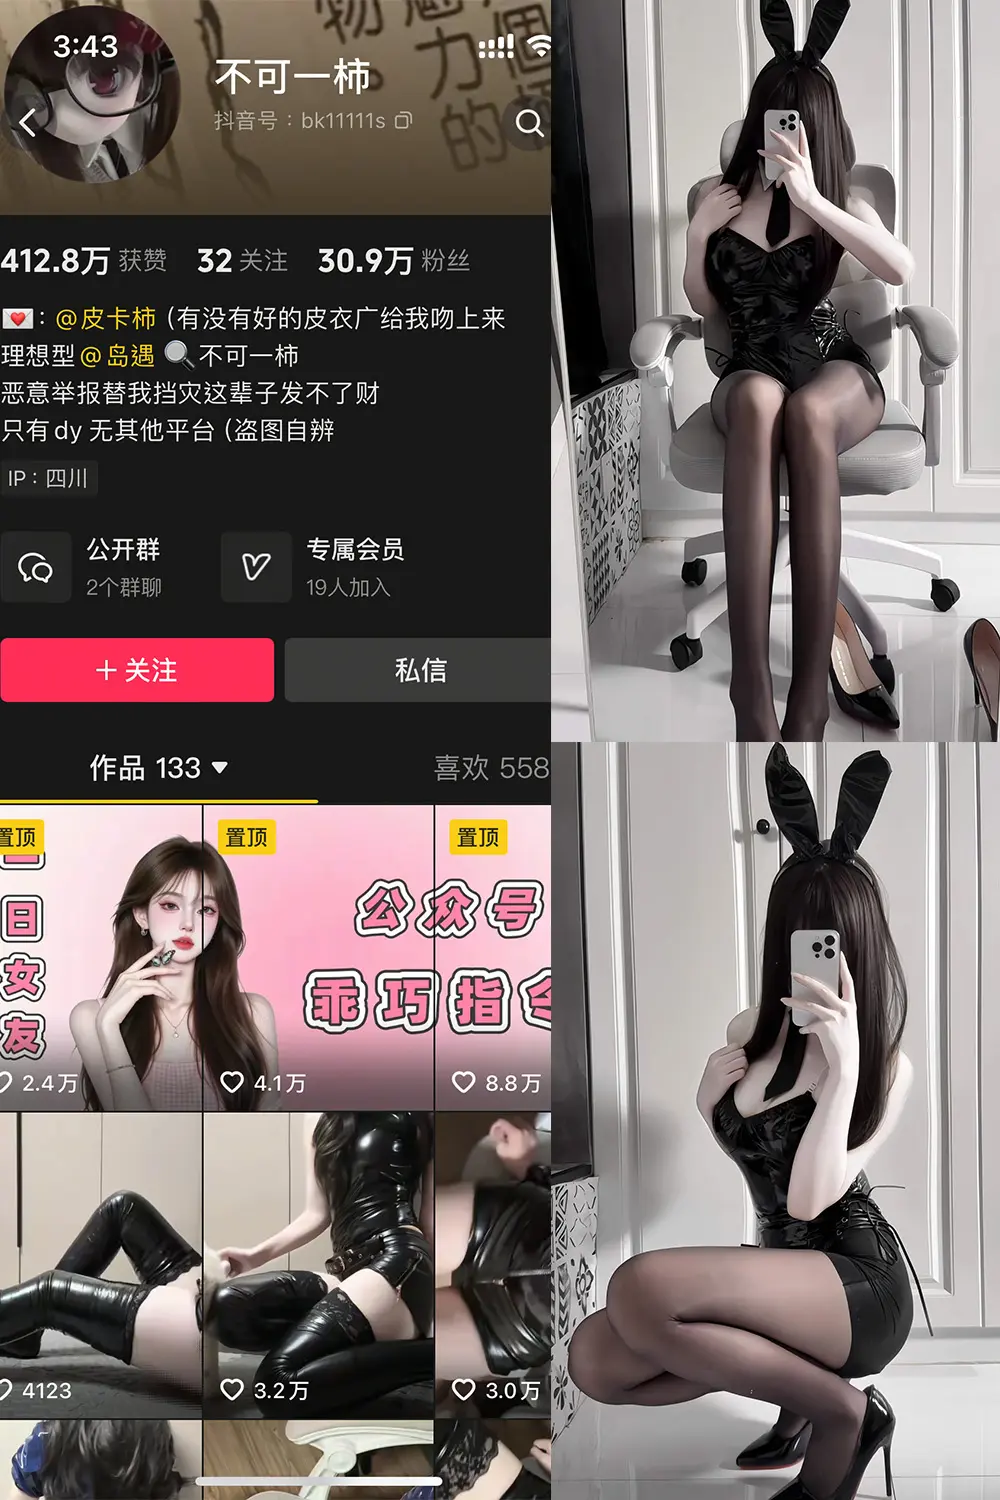 3:43
不可一柿
抖音号：bk11111s
412.8万 获赞 32 关注 30.9万 粉丝
💌：@皮卡柿（有没有好的皮衣广给我吻上来
理想型@岛遇 🔍不可一柿
恶意举报替我挡灾这辈子发不了财
只有dy 无其他平台（盗图自辨
IP：四川
公开群
2个群聊
专属会员
19人加入
＋关注
私信
作品 133
喜欢 558
置顶
置顶
置顶
日女友
公众号
乖巧指令
2.4万
4.1万
8.8万
4123
3.2万
3.0万